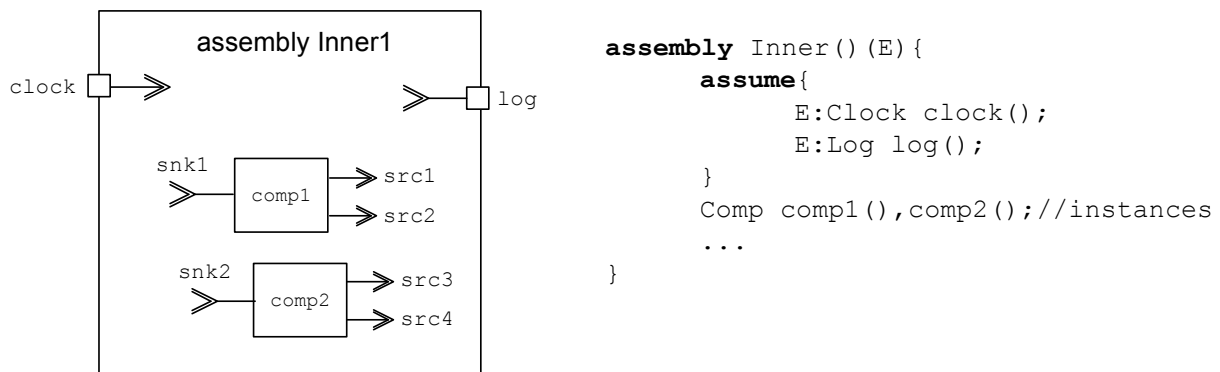 assembly Inner1
clock
log
snk1
comp1
src1
src2
snk2
comp2
src3
src4
assembly Inner()(E){
assume{
E:Clock clock();
E:Log log();
}
Comp comp1(),comp2();//instances
...
}